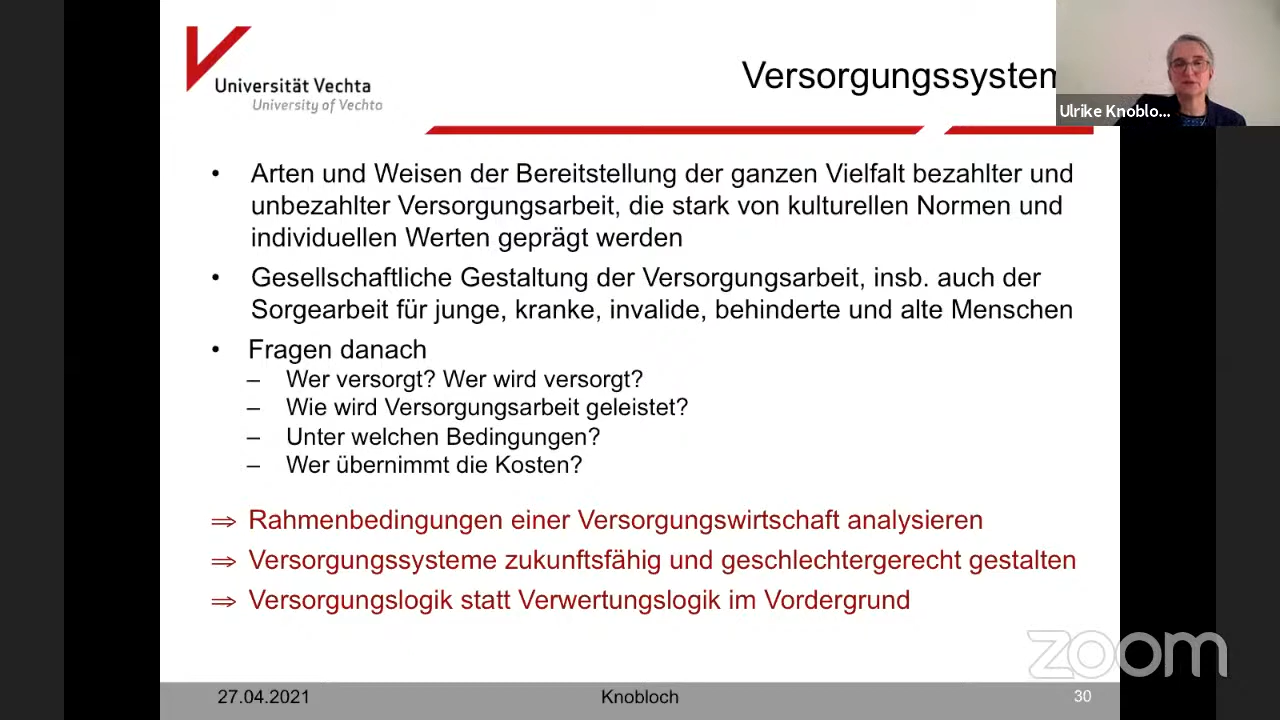 Universität Vechta
University of Vechta
Versorgungssystem
Ulrike Knoblo...
• Arten und Weisen der Bereitstellung der ganzen Vielfalt bezahlter und
unbezahlter Versorgungsarbeit, die stark von kulturellen Normen und
individuellen Werten geprägt werden
• Gesellschaftliche Gestaltung der Versorgungsarbeit, insb. auch der
Sorgearbeit für junge, kranke, invalide, behinderte und alte Menschen
• Fragen danach
– Wer versorgt? Wer wird versorgt?
– Wie wird Versorgungsarbeit geleistet?
– Unter welchen Bedingungen?
– Wer übernimmt die Kosten?
⇒ Rahmenbedingungen einer Versorgungswirtschaft analysieren
⇒ Versorgungssysteme zukunftsfähig und geschlechtergerecht gestalten
⇒ Versorgungslogik statt Verwertungslogik im Vordergrund
zoom
27.04.2021
Knobloch
30